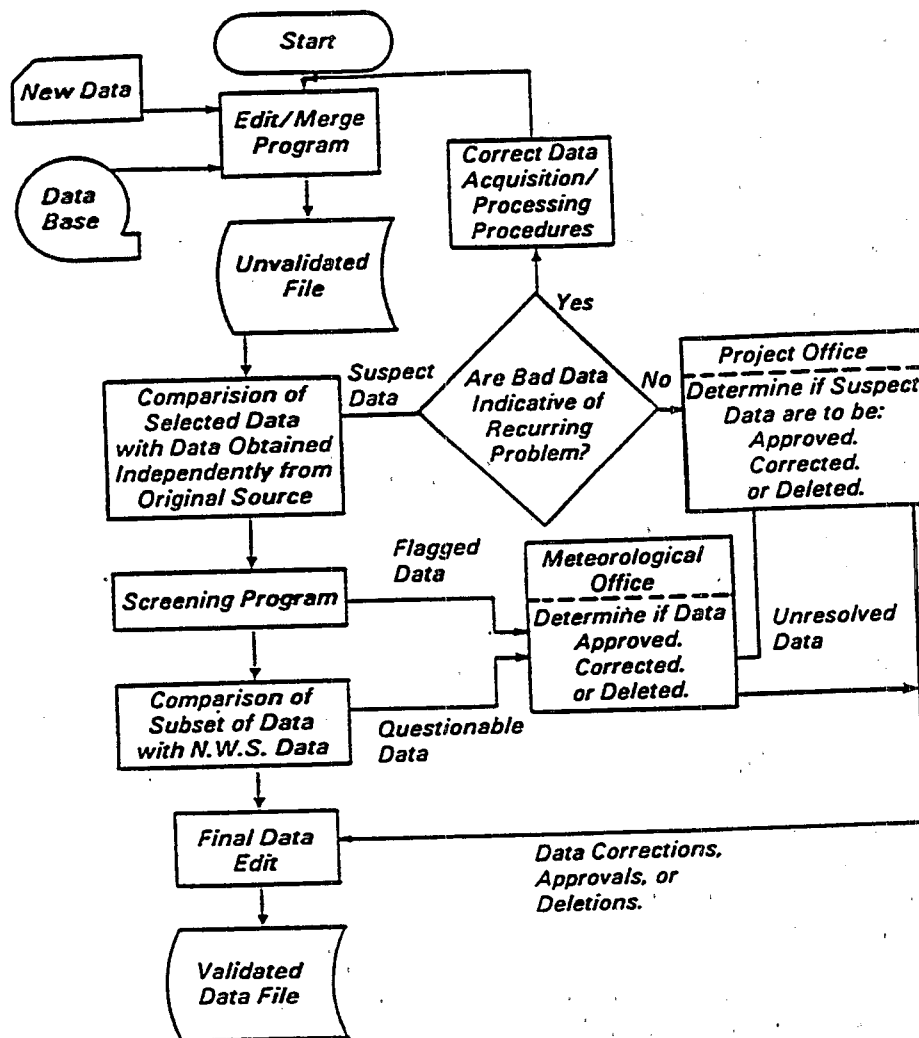 Start
New Data
Edit/Merge
Program
Data
Base
Correct Data
Acquisition/
Processing
Procedures
Unvalidated
File
Yes
Suspect
Data
Are Bad Data
Indicative of
Recurring
Problem?
No
Project Office
Determine if Suspect
Data are to be:
Approved.
Corrected.
or Deleted.
Comparision of
Selected Data
with Data Obtained
Independently from
Original Source
Flagged
Data
Meteorological
Office
Determine if Data
Approved.
Corrected.
or Deleted.
Unresolved
Data
Screening Program
Comparison of
Subset of Data
with N.W.S. Data
Questionable
Data
Final Data
Edit
Data Corrections,
Approvals, or
Deletions.
Validated
Data File